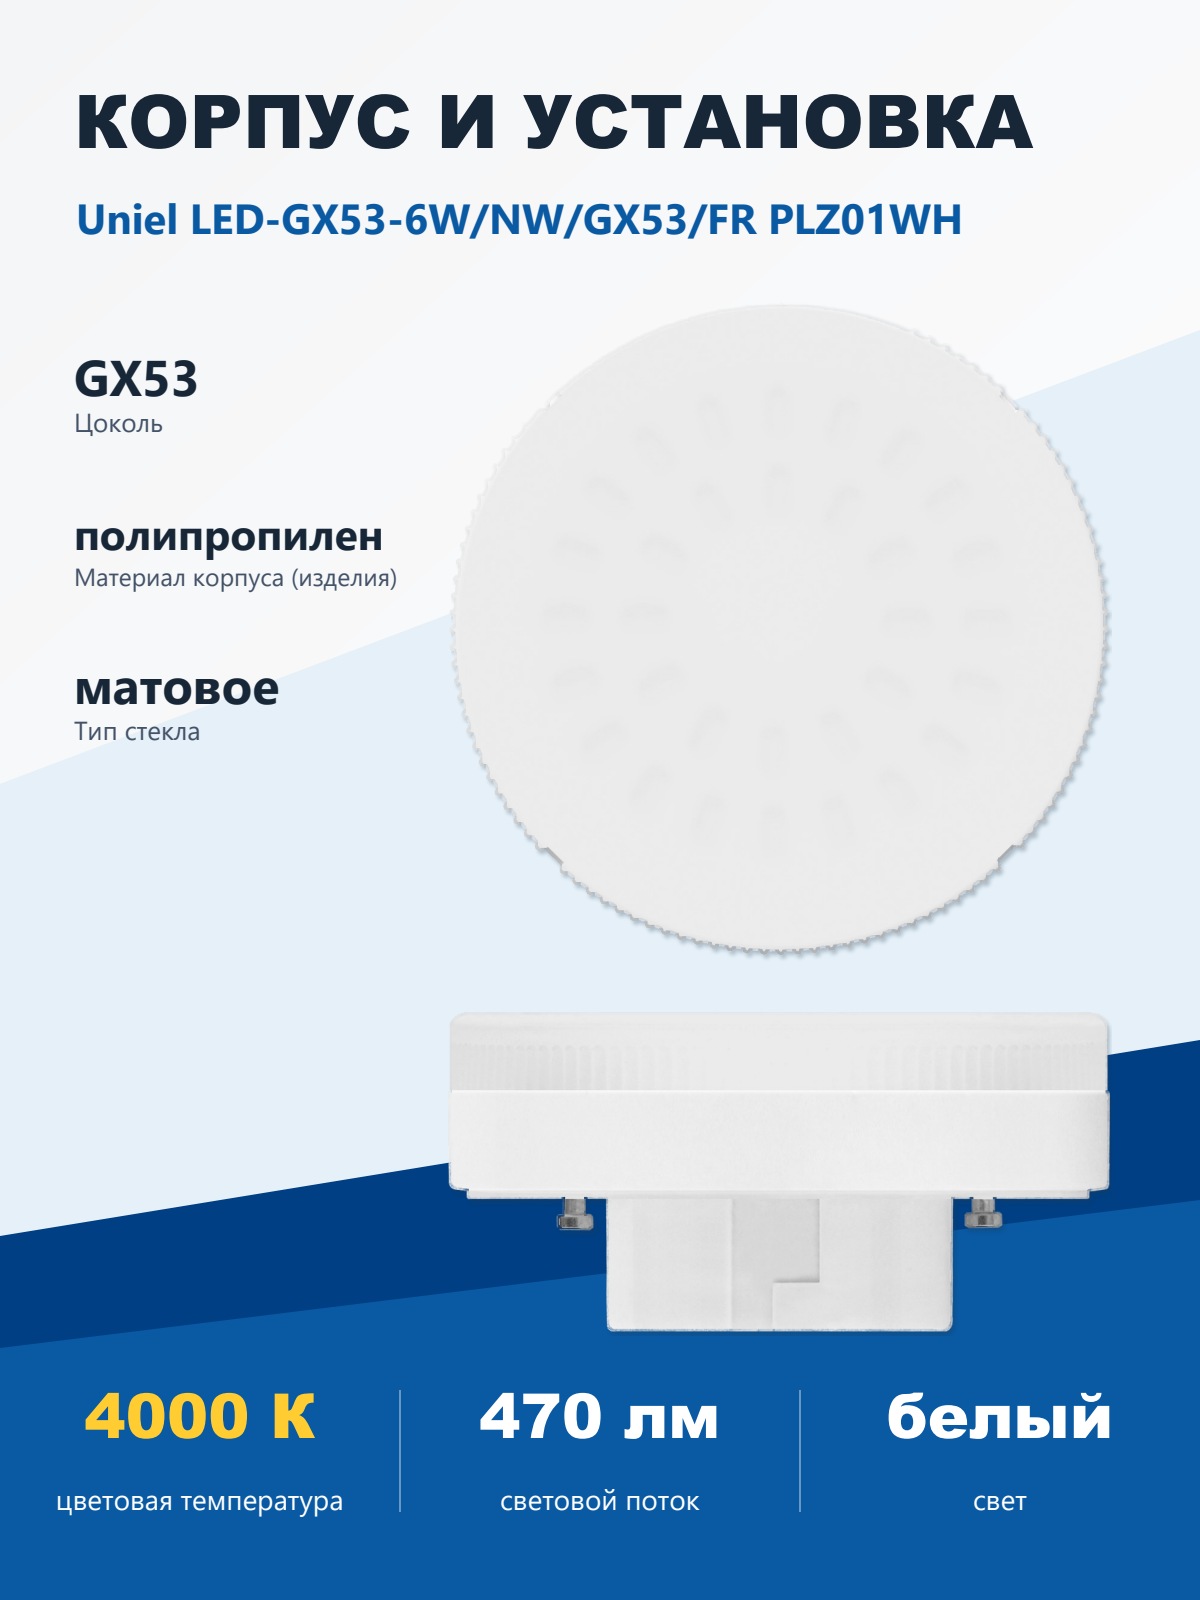 КОРПУС И УСТАНОВКА
Uniel LED-GX53-6W/NW/GX53/FR PLZ01WH
GX53
Цоколь
полипропилен
Материал корпуса (изделия)
матовое
Тип стекла
4000 К
цветовая температура
470 лм
световой поток
белый
свет